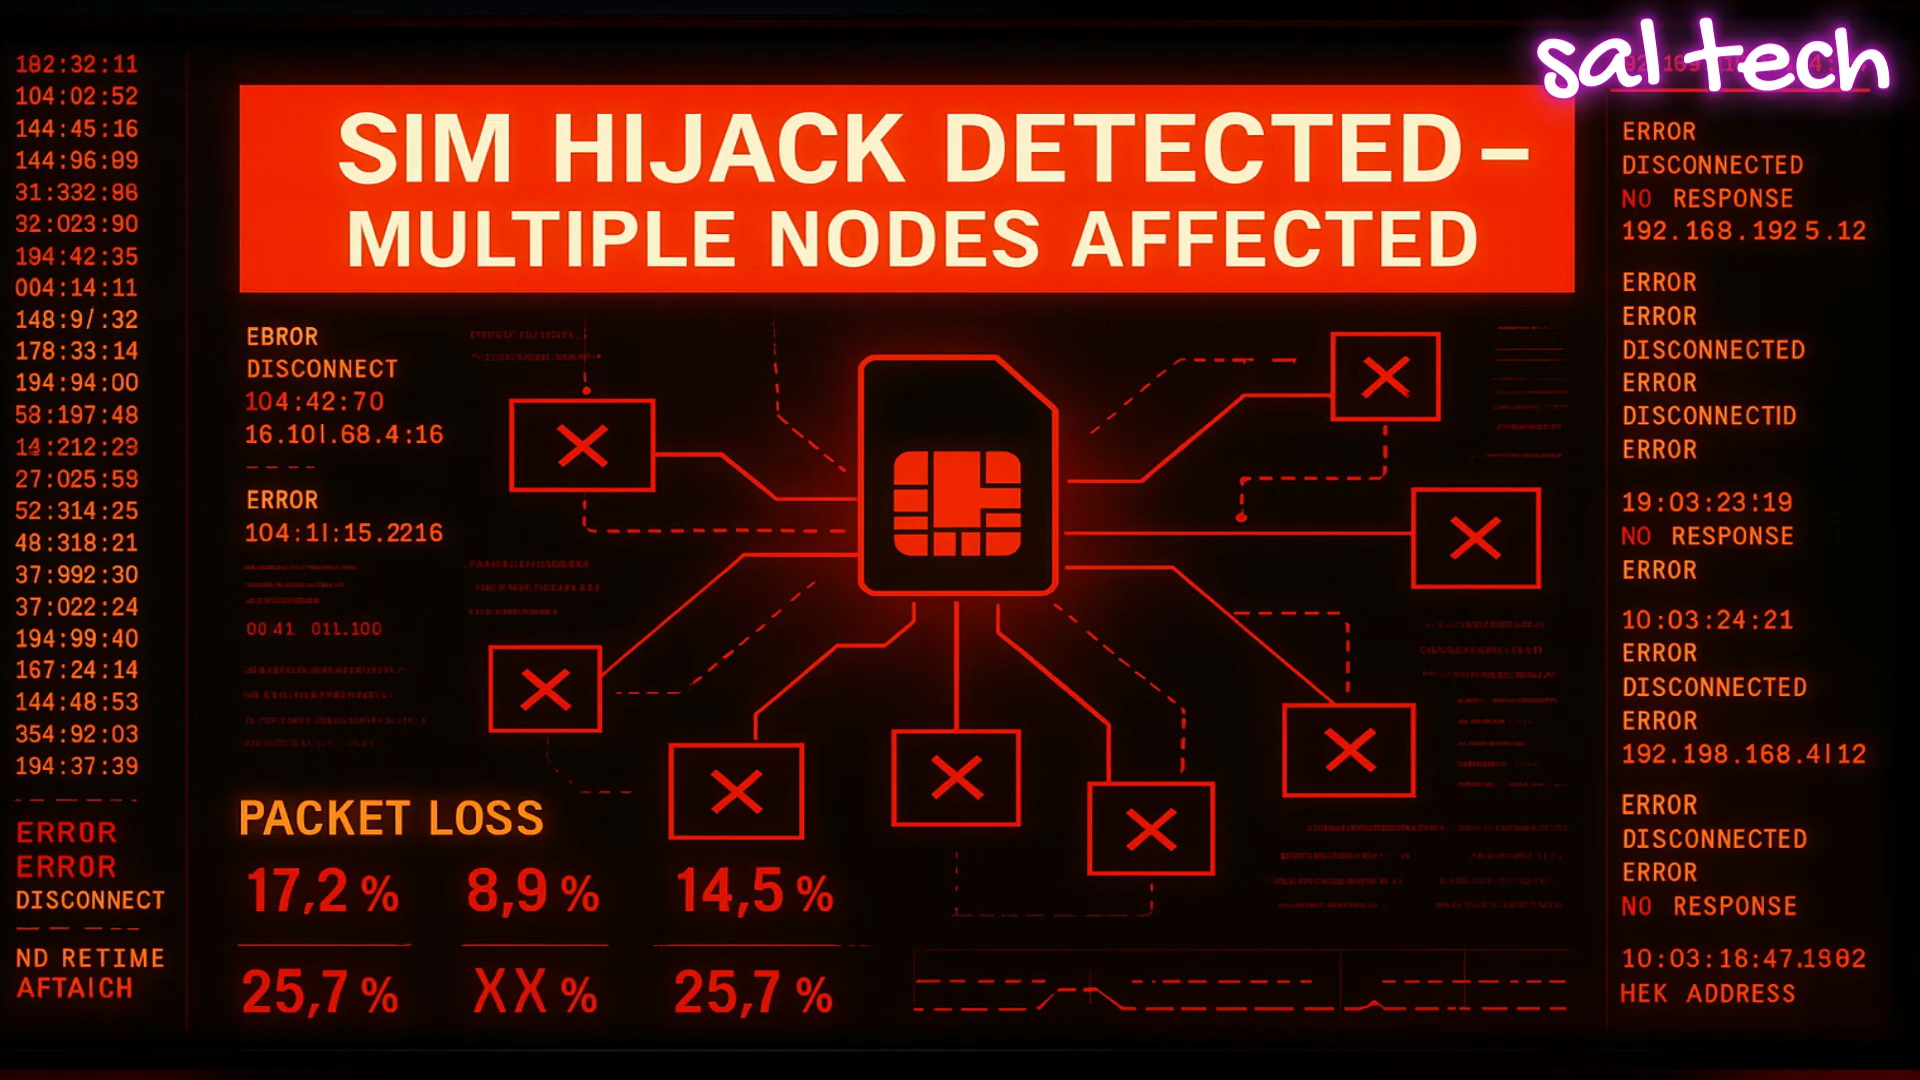 sal tech
SIM HIJACK DETECTED –
MULTIPLE NODES AFFECTED
182:32:11
104:02:52
144:45:16
144:96:89
31:332:98
32:023:90
194:42:35
004:14:11
148:9/:32
178:33:14
194:94:00
58:197:48
14:212:29
27:025:59
52:314:25
48:318:21
37:992:30
37:022:24
194:99:40
167:24:14
144:48:53
354:92:03
194:37:39
ERROR
ERROR
DISCONNECT
ND RETIME
AFTAICH
EBROR
DISCONNECT
104:42:70
16.10l.68.4:16
ERROR
104:1l:15.2216
00 41 011.100
PACKET LOSS
17,2 % 8,9 % 14,5 %
25,7 % XX % 25,7 %
ERROR
DISCONNECTED
NO RESPONSE
192.168.192 5.12
ERROR
ERROR
DISCONNECTED
ERROR
DISCONNECTID
ERROR
19:03:23:19
NO RESPONSE
ERROR
10:03:24:21
ERROR
DISCONNECTED
ERROR
192.198.168.4l12
ERROR
DISCONNECTED
ERROR
NO RESPONSE
10:03:18:47.1982
HEK ADDRESS